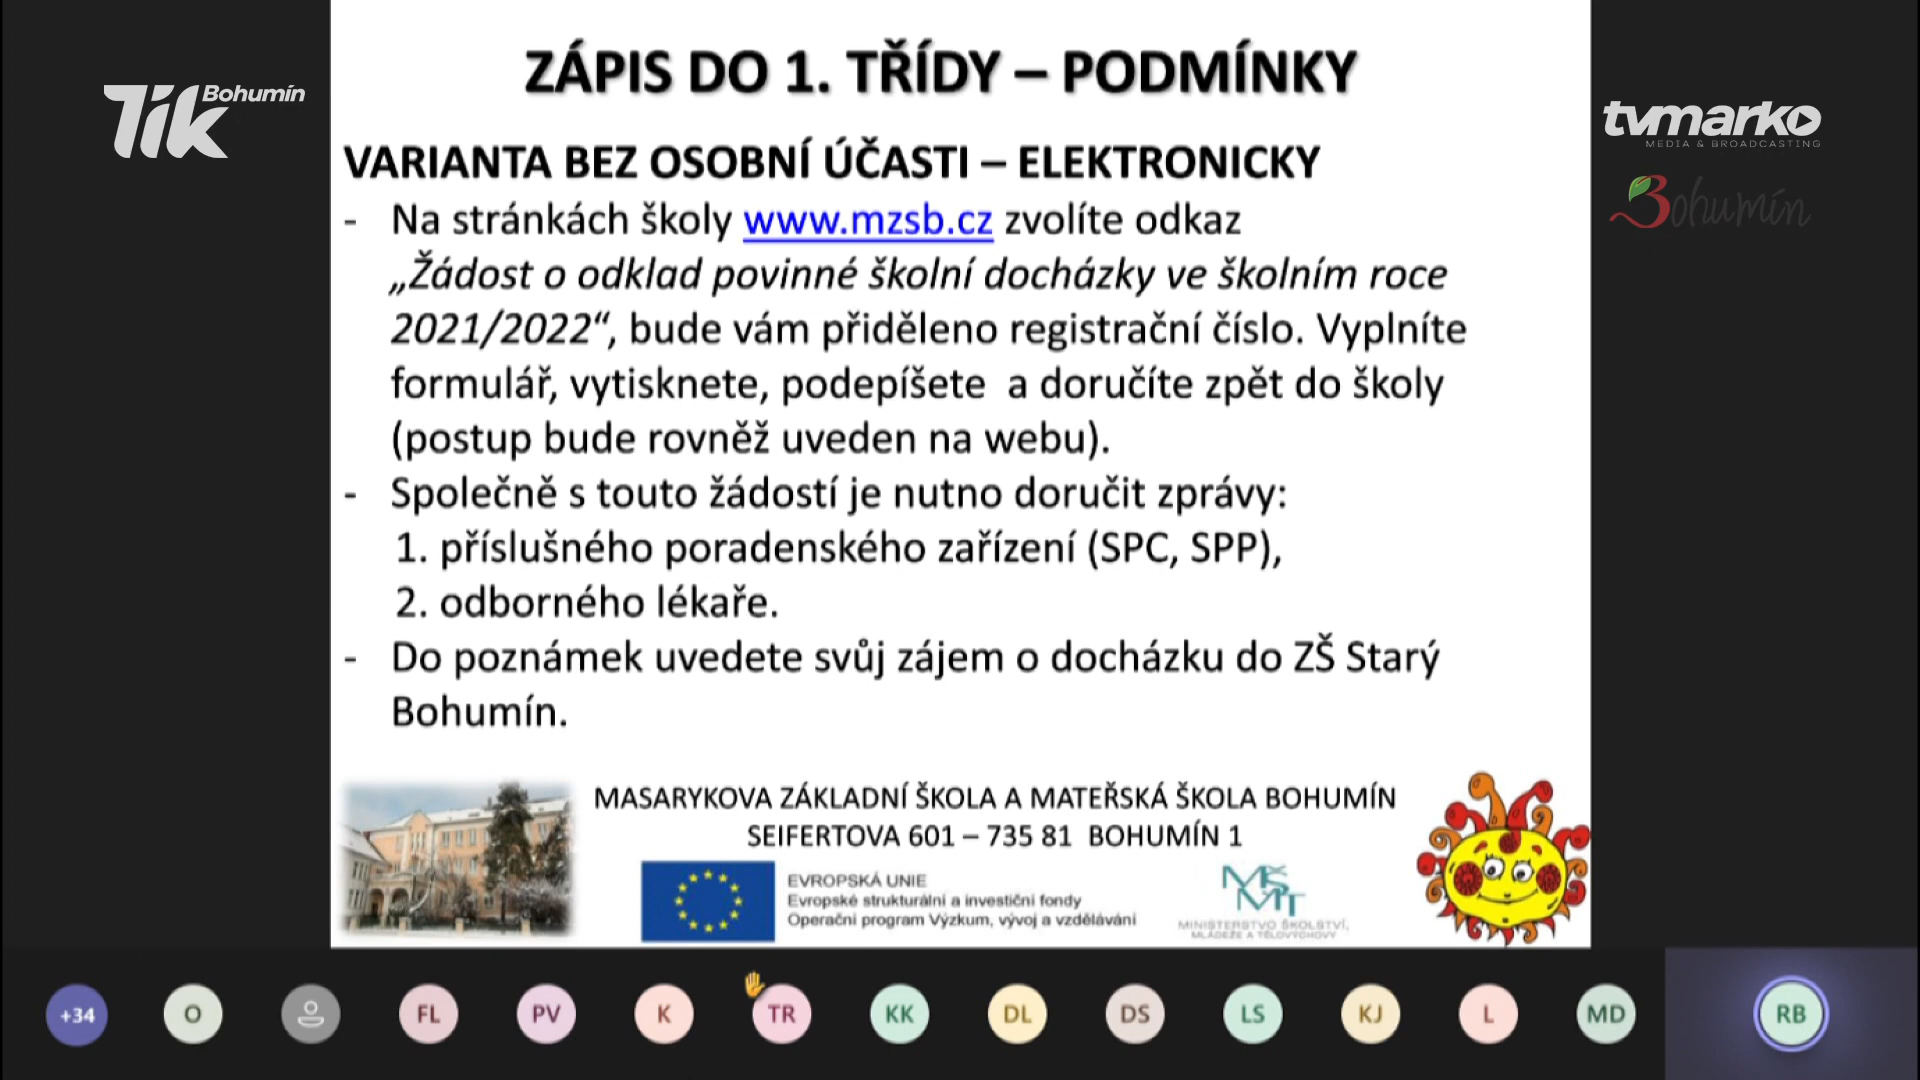 Tik Bohumín
tvmarko
MEDIA & BROADCASTING
Bohumín
ZÁPIS DO 1. TŘÍDY – PODMÍNKY
VARIANTA BEZ OSOBNÍ ÚČASTI – ELEKTRONICKY
- Na stránkách školy www.mzsb.cz zvolíte odkaz
„Žádost o odklad povinné školní docházky ve školním roce
2021/2022“, bude vám přiděleno registrační číslo. Vyplníte
formulář, vytisknete, podepíšete a doručíte zpět do školy
(postup bude rovněž uveden na webu).
- Společně s touto žádostí je nutno doručit zprávy:
1. příslušného poradenského zařízení (SPC, SPP),
2. odborného lékaře.
- Do poznámek uvedete svůj zájem o docházku do ZŠ Starý
Bohumín.
MASARYKOVA ZÁKLADNÍ ŠKOLA A MATEŘSKÁ ŠKOLA BOHUMÍN
SEIFERTOVA 601 – 735 81 BOHUMÍN 1
EVROPSKÁ UNIE
Evropské strukturální a investiční fondy
Operační program Výzkum, vývoj a vzdělávání
MŠMT
MINISTERSTVO ŠKOLSTVÍ,
MLÁDEŽE A TĚLOVÝCHOVY
+34 O FL PV K TR KK DL DS LS KJ L MD RB